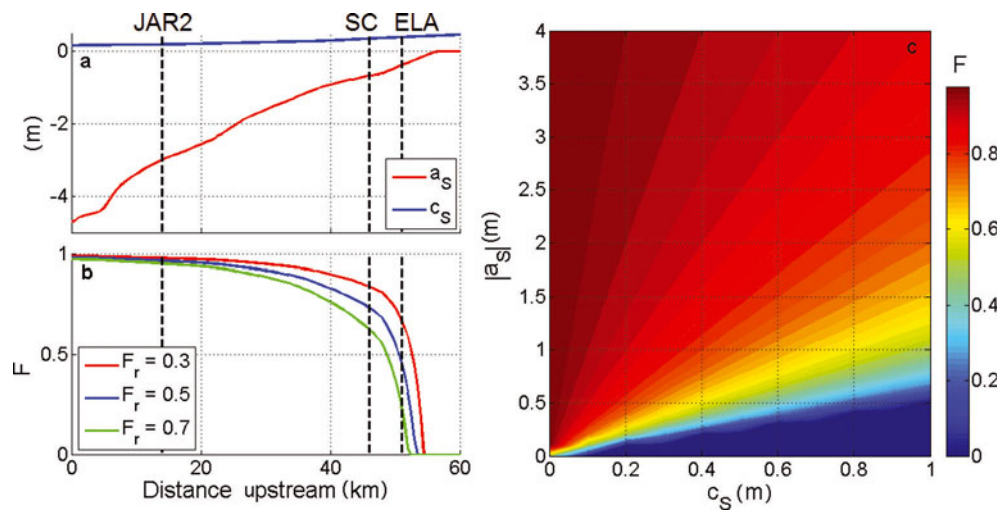 JAR2 SC ELA
a
0
-2
-4
(m)
a_S
c_S
b
1
0.5
0
F
F_r = 0.3
F_r = 0.5
F_r = 0.7
0 20 40 60
Distance upstream (km)
c
4
3.5
3
2.5
2
1.5
1
0.5
0
|a_S| (m)
0 0.2 0.4 0.6 0.8 1
c_S (m)
F
0.8
0.6
0.4
0.2
0